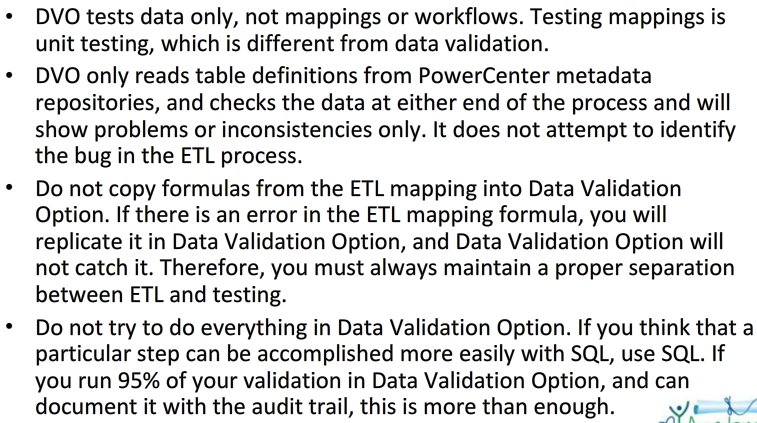 • DVO tests data only, not mappings or workflows. Testing mappings is
unit testing, which is different from data validation.
• DVO only reads table definitions from PowerCenter metadata
repositories, and checks the data at either end of the process and will
show problems or inconsistencies only. It does not attempt to identify
the bug in the ETL process.
• Do not copy formulas from the ETL mapping into Data Validation
Option. If there is an error in the ETL mapping formula, you will
replicate it in Data Validation Option, and Data Validation Option will
not catch it. Therefore, you must always maintain a proper separation
between ETL and testing.
• Do not try to do everything in Data Validation Option. If you think that a
particular step can be accomplished more easily with SQL, use SQL. If
you run 95% of your validation in Data Validation Option, and can
document it with the audit trail, this is more than enough.